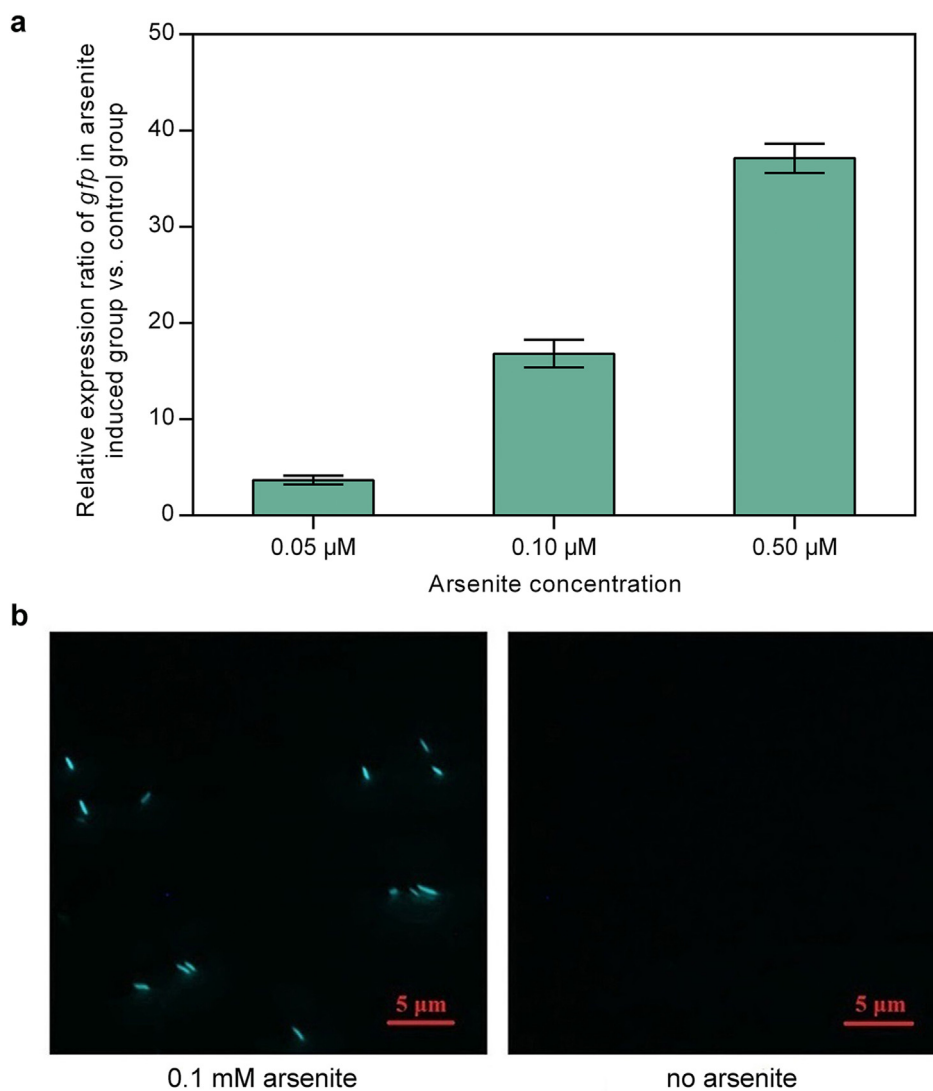 a
Relative expression ratio of gfp in arsenite
induced group vs. control group
50
40
30
20
10
0
0.05 µM 0.10 µM 0.50 µM
Arsenite concentration
b
5 µm 5 µm
0.1 mM arsenite no arsenite